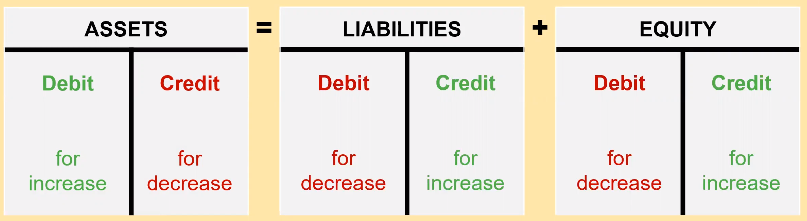 ASSETS = LIABILITIES + EQUITY
Debit Credit Debit Credit Debit Credit
for for for for for for
increase decrease decrease increase decrease increase